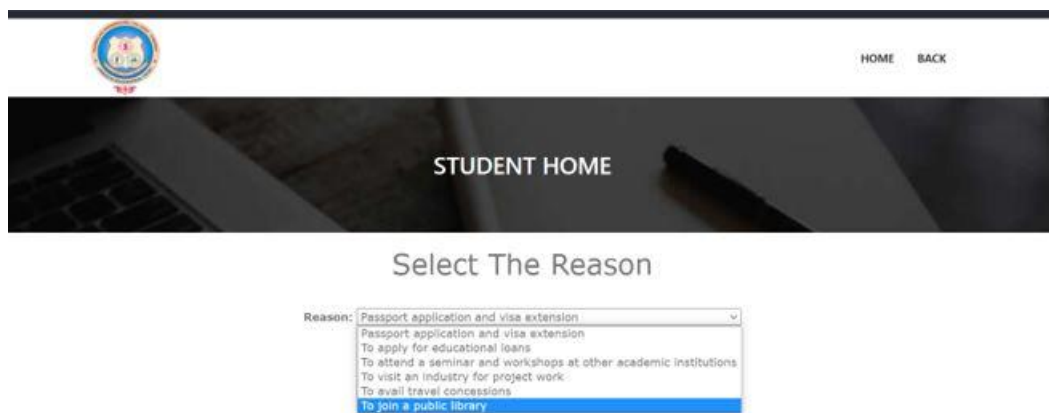 HOME BACK
STUDENT HOME
Select The Reason
Reason: Passport application and visa extension
Passport application and visa extension
To apply for educational loans
To attend a seminar and workshops at other academic institutions
To visit an industry for project work
To avail travel concessions
To join a public library